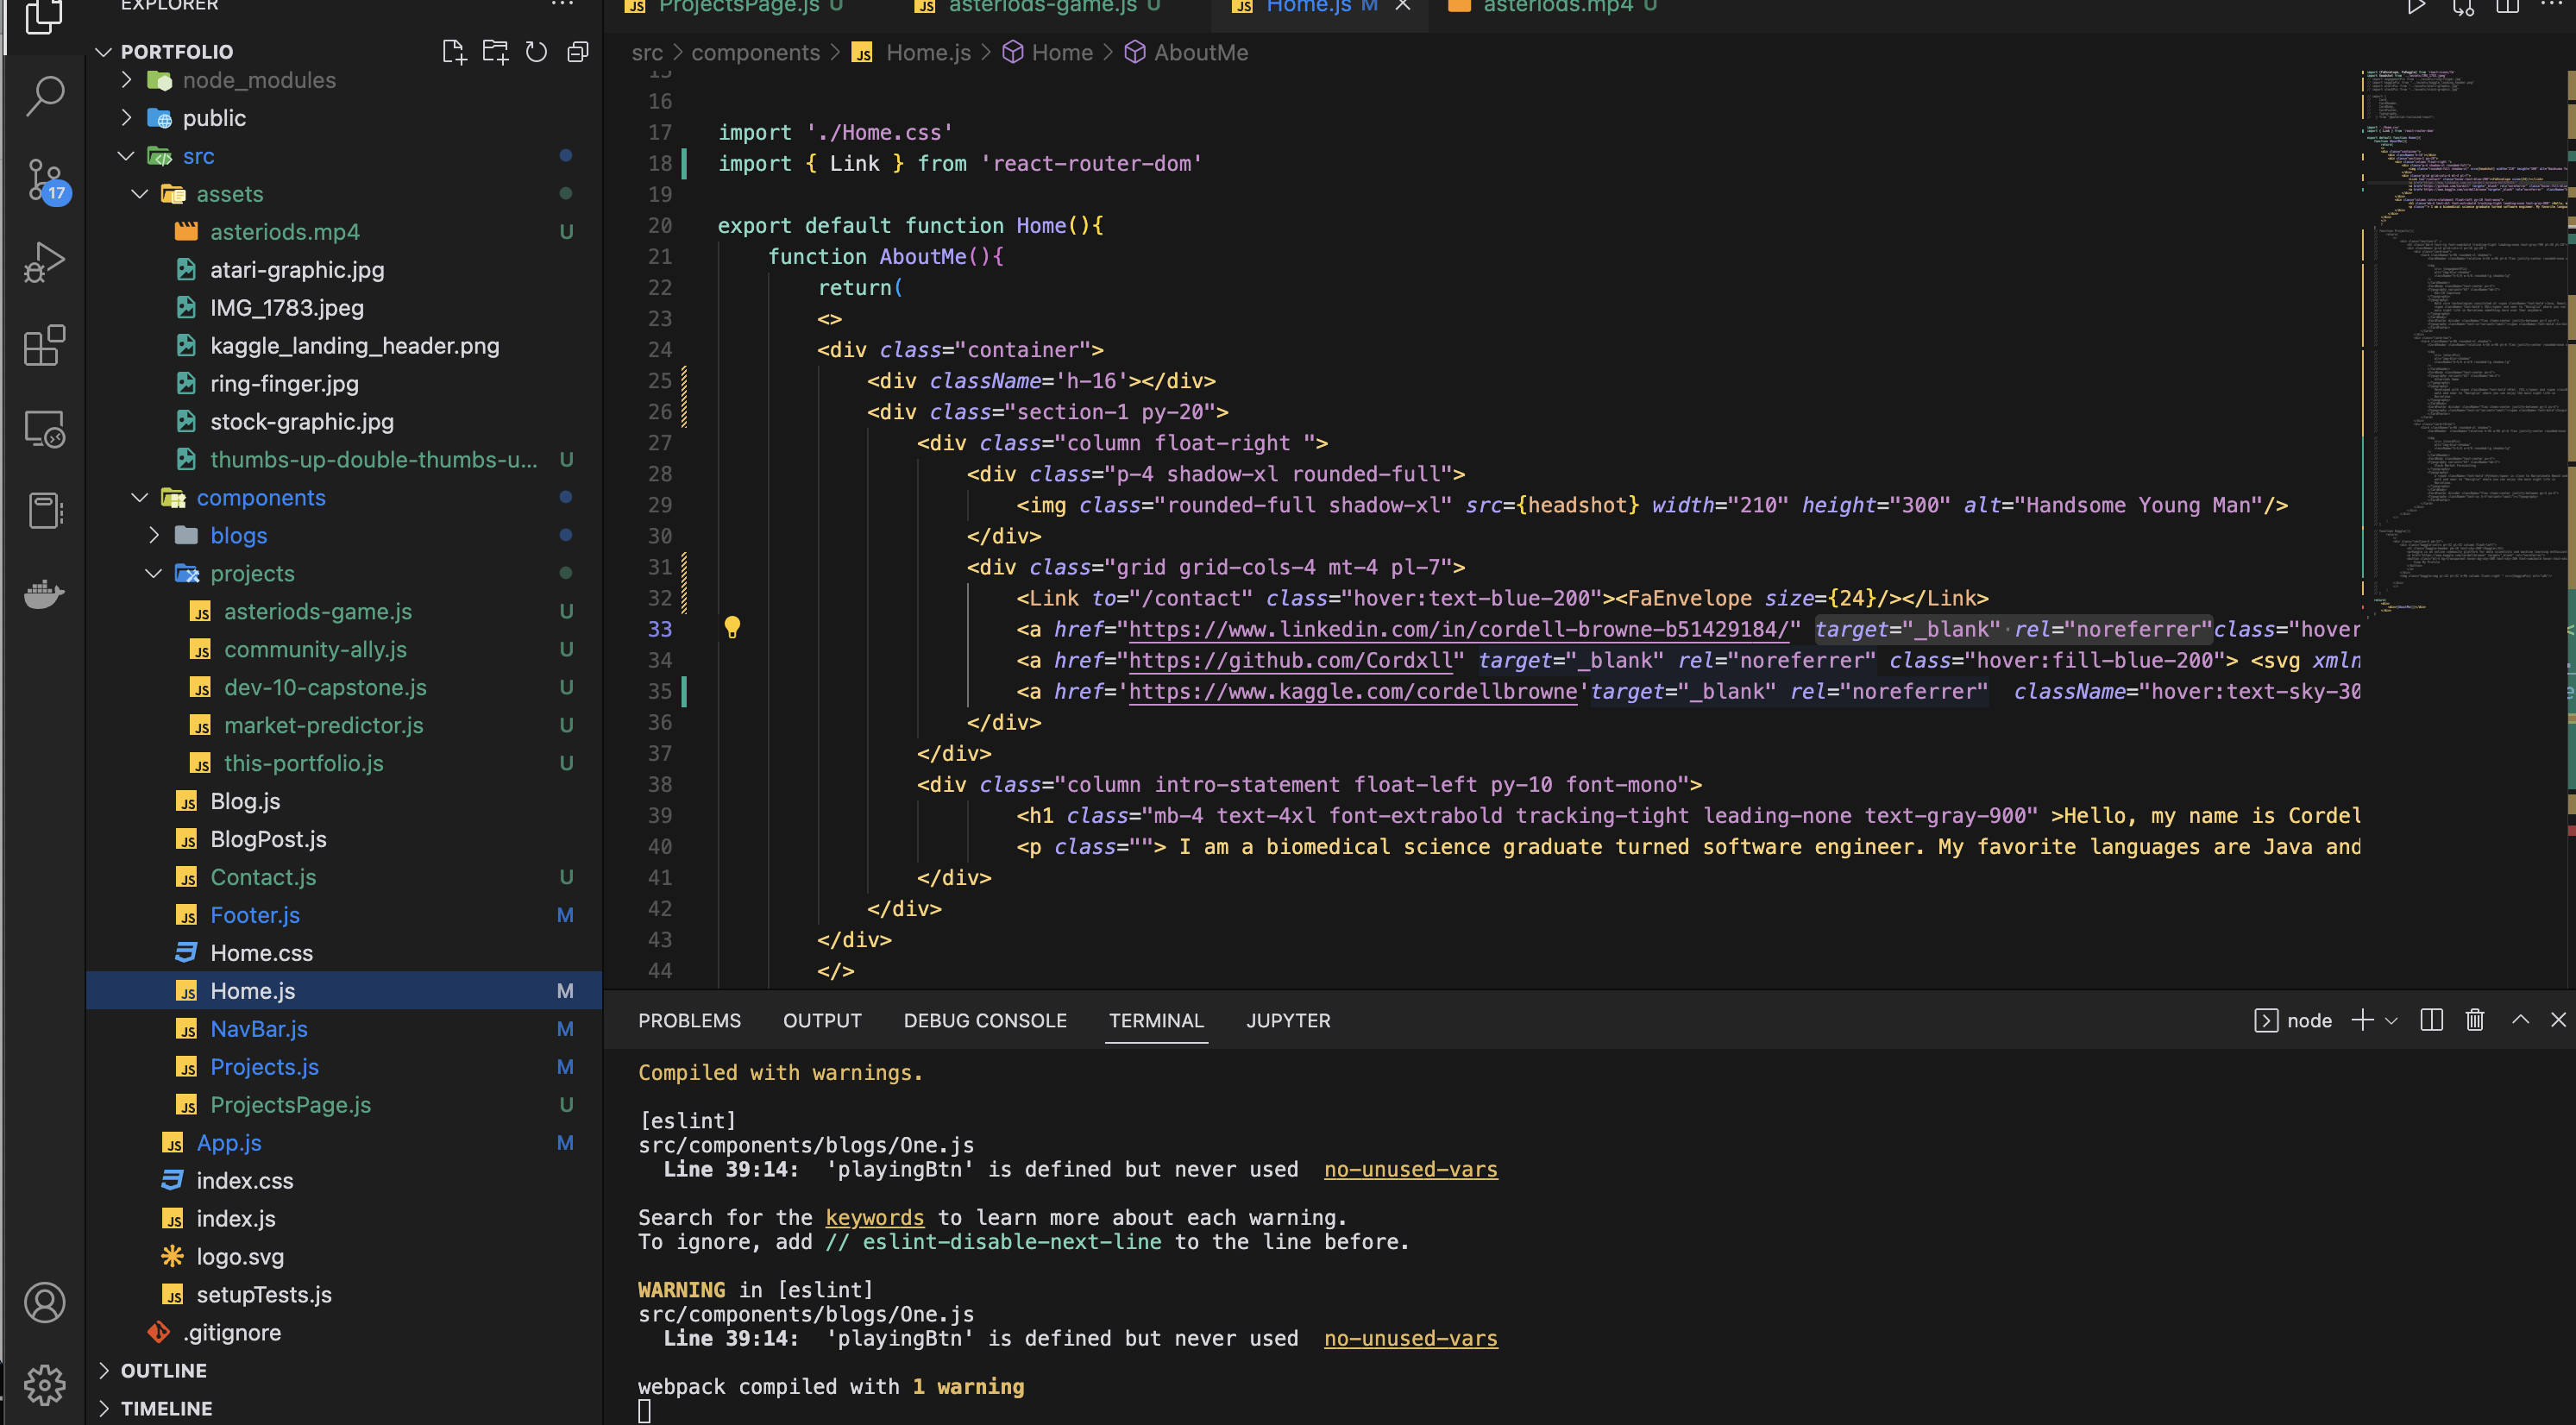 EXPLORER
PORTFOLIO
node_modules
public
src
assets
asteriods.mp4 U
atari-graphic.jpg
IMG_1783.jpeg
kaggle_landing_header.png
ring-finger.jpg
stock-graphic.jpg
thumbs-up-double-thumbs-u... U
components
blogs
projects
asteriods-game.js U
community-ally.js U
dev-10-capstone.js U
market-predictor.js U
this-portfolio.js U
Blog.js
BlogPost.js
Contact.js U
Footer.js M
Home.css
Home.js M
NavBar.js M
Projects.js M
ProjectsPage.js U
App.js M
index.css
index.js
logo.svg
setupTests.js
.gitignore
OUTLINE
TIMELINE
17
ProjectsPage.js U asteriods-game.js U Home.js M asteriods.mp4 U
src > components > Home.js > Home > AboutMe
15
16
17 import './Home.css'
18 import { Link } from 'react-router-dom'
19
20 export default function Home(){
21 function AboutMe(){
22 return(
23 <>
24 <div class="container">
25 <div className='h-16'></div>
26 <div class="section-1 py-20">
27 <div class="column float-right ">
28 <div class="p-4 shadow-xl rounded-full">
29 <img class="rounded-full shadow-xl" src={headshot} width="210" height="300" alt="Handsome Young Man"/>
30 </div>
31 <div class="grid grid-cols-4 mt-4 pl-7">
32 <Link to="/contact" class="hover:text-blue-200"><FaEnvelope size={24}/></Link>
33 <a href="https://www.linkedin.com/in/cordell-browne-b51429184/" target="_blank" rel="noreferrer"class="hover
34 <a href="https://github.com/Cordxll" target="_blank" rel="noreferrer" class="hover:fill-blue-200"> <svg xmln
35 <a href='https://www.kaggle.com/cordellbrowne'target="_blank" rel="noreferrer" className="hover:text-sky-30
36 </div>
37 </div>
38 <div class="column intro-statement float-left py-10 font-mono">
39 <h1 class="mb-4 text-4xl font-extrabold tracking-tight leading-none text-gray-900" >Hello, my name is Cordel
40 <p class=""> I am a biomedical science graduate turned software engineer. My favorite languages are Java and
41 </div>
42 </div>
43 </div>
44 </>
PROBLEMS OUTPUT DEBUG CONSOLE TERMINAL JUPYTER node
Compiled with warnings.
[eslint]
src/components/blogs/One.js
Line 39:14: 'playingBtn' is defined but never used no-unused-vars
Search for the keywords to learn more about each warning.
To ignore, add // eslint-disable-next-line to the line before.
WARNING in [eslint]
src/components/blogs/One.js
Line 39:14: 'playingBtn' is defined but never used no-unused-vars
webpack compiled with 1 warning